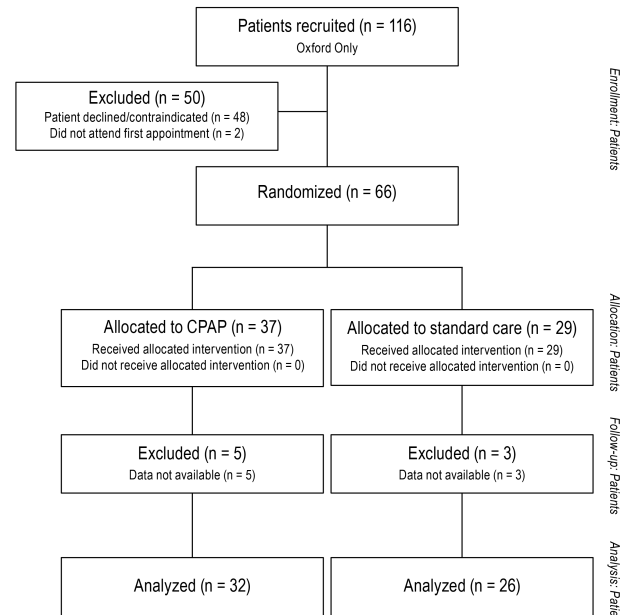 Patients recruited (n = 116)
Oxford Only
Enrollment: Patients
Excluded (n = 50)
Patient declined/contraindicated (n = 48)
Did not attend first appointment (n = 2)
Randomized (n = 66)
Allocated to CPAP (n = 37)
Received allocated intervention (n = 37)
Did not receive allocated intervention (n = 0)
Allocated to standard care (n = 29)
Received allocated intervention (n = 29)
Did not receive allocated intervention (n = 0)
Allocation: Patients
Excluded (n = 5)
Data not available (n = 5)
Excluded (n = 3)
Data not available (n = 3)
Follow-up: Patients
Analyzed (n = 32)
Analyzed (n = 26)
Analysis: